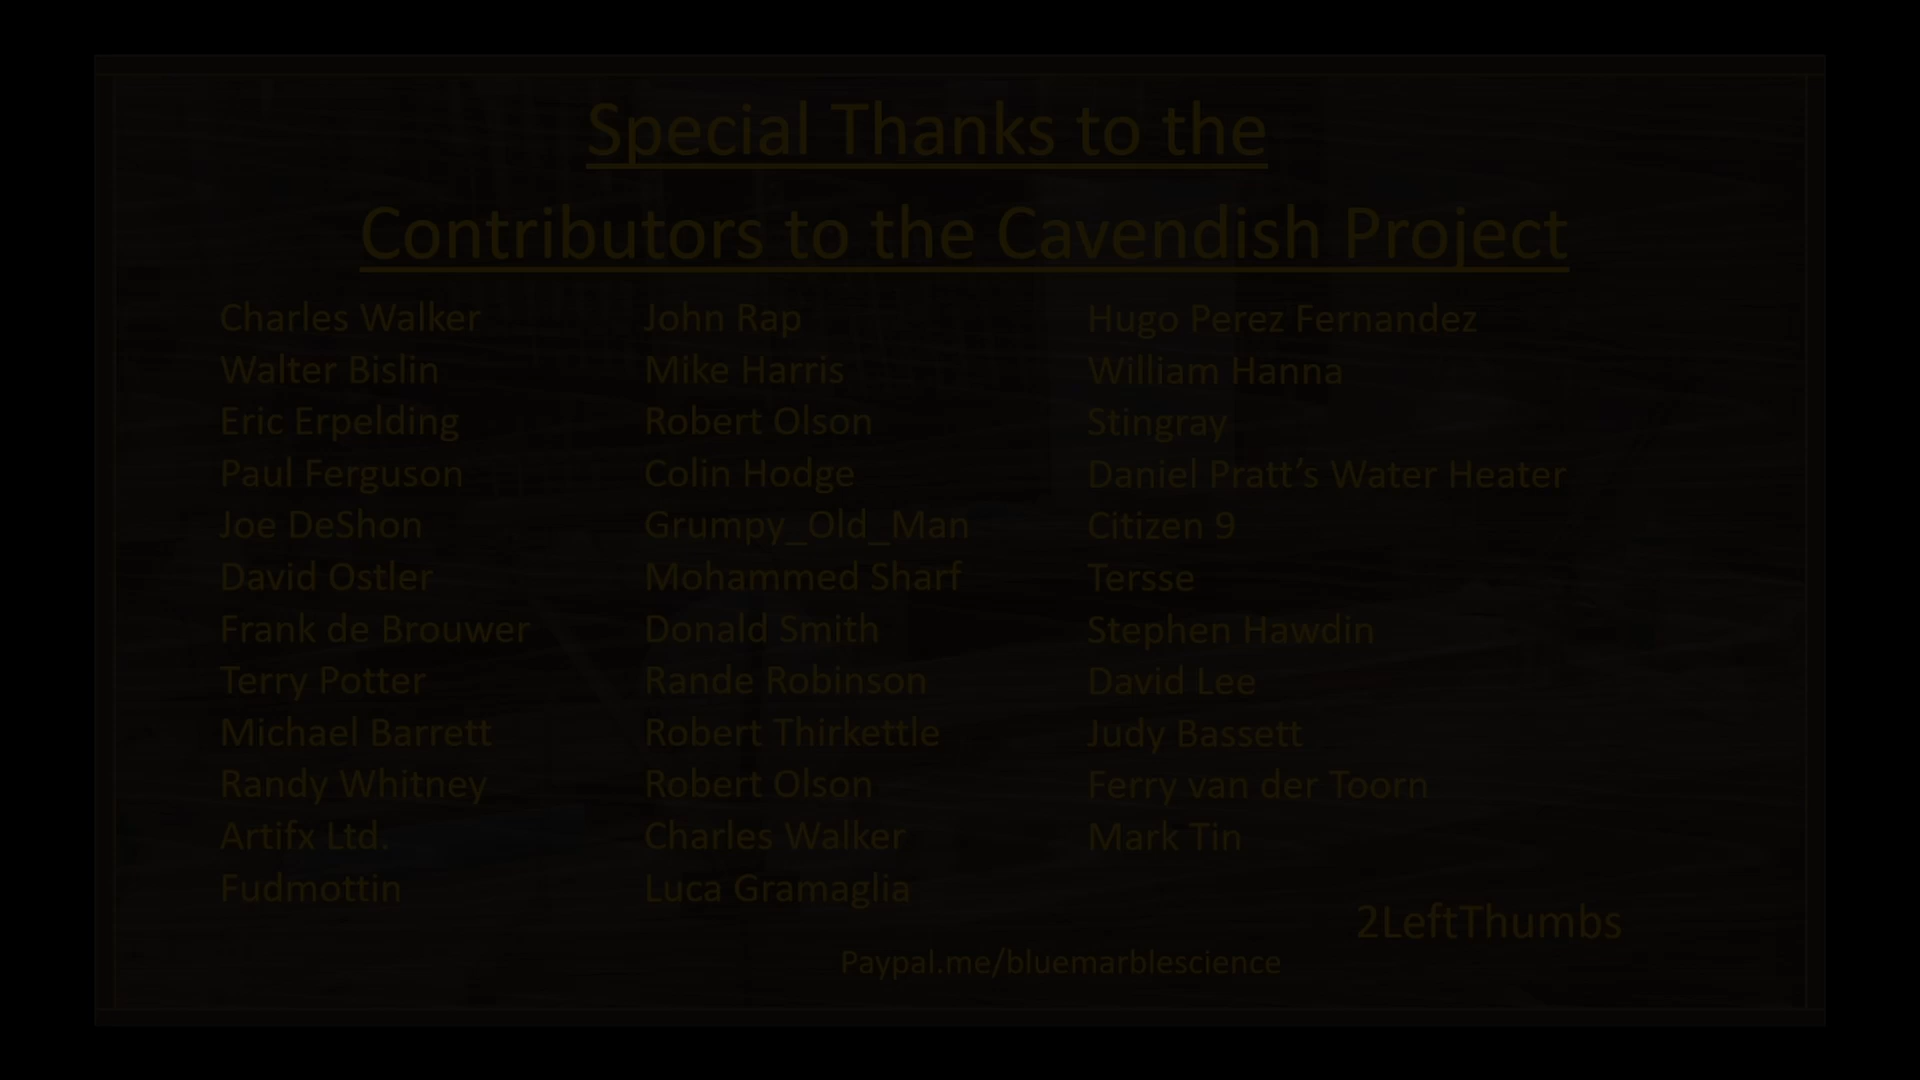 Special Thanks to the
Contributors to the Cavendish Project
Charles Walker
Walter Bislin
Eric Erpelding
Paul Ferguson
Joe DeShon
David Ostler
Frank de Brouwer
Terry Potter
Michael Barrett
Randy Whitney
Artifx Ltd.
Fudmottin
John Rap
Mike Harris
Robert Olson
Colin Hodge
Grumpy_Old_Man
Mohammed Sharf
Donald Smith
Rande Robinson
Robert Thirkettle
Robert Olson
Charles Walker
Luca Gramaglia
Hugo Perez Fernandez
William Hanna
Stingray
Daniel Pratt’s Water Heater
Citizen 9
Tersse
Stephen Hawdin
David Lee
Judy Bassett
Ferry van der Toorn
Mark Tin
2LeftThumbs
Paypal.me/bluemarblescience